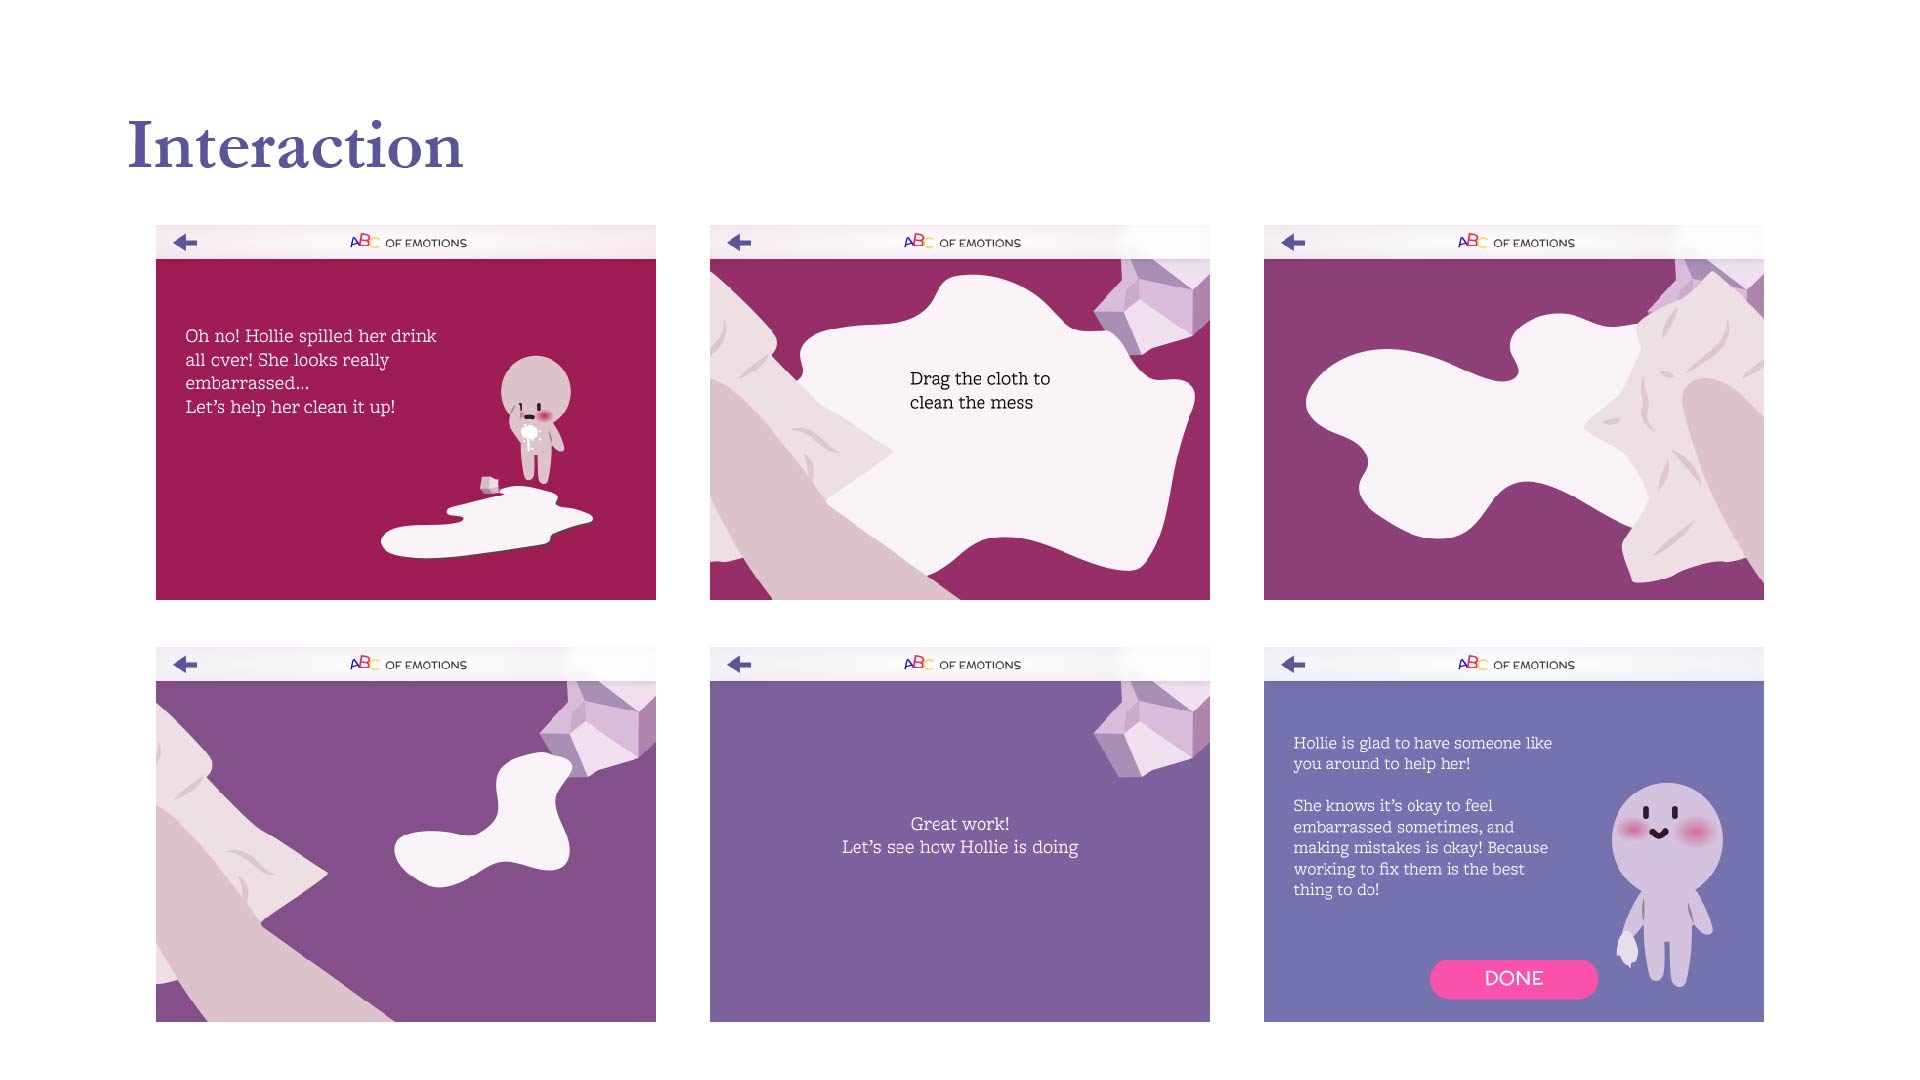 Interaction
ABC OF EMOTIONS
Oh no! Hollie spilled her drink
all over! She looks really
embarrassed...
Let's help her clean it up!
ABC OF EMOTIONS
Drag the cloth to
clean the mess
ABC OF EMOTIONS
ABC OF EMOTIONS
ABC OF EMOTIONS
Great work!
Let's see how Hollie is doing
ABC OF EMOTIONS
Hollie is glad to have someone like
you around to help her!
She knows it's okay to feel
embarrassed sometimes, and
making mistakes is okay! Because
working to fix them is the best
thing to do!
DONE